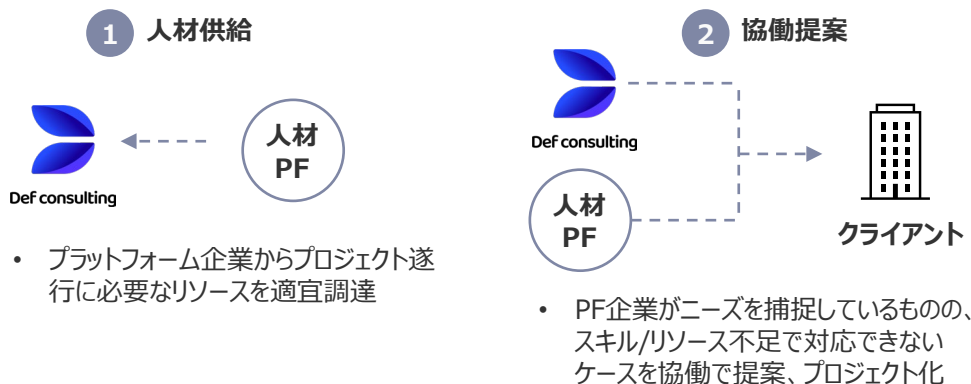 1 人材供給
Def consulting
人材
PF
• プラットフォーム企業からプロジェクト遂
行に必要なリソースを適宜調達
2 協働提案
Def consulting
人材
PF
クライアント
• PF企業がニーズを捕捉しているものの、
スキル/リソース不足で対応できない
ケースを協働で提案、プロジェクト化